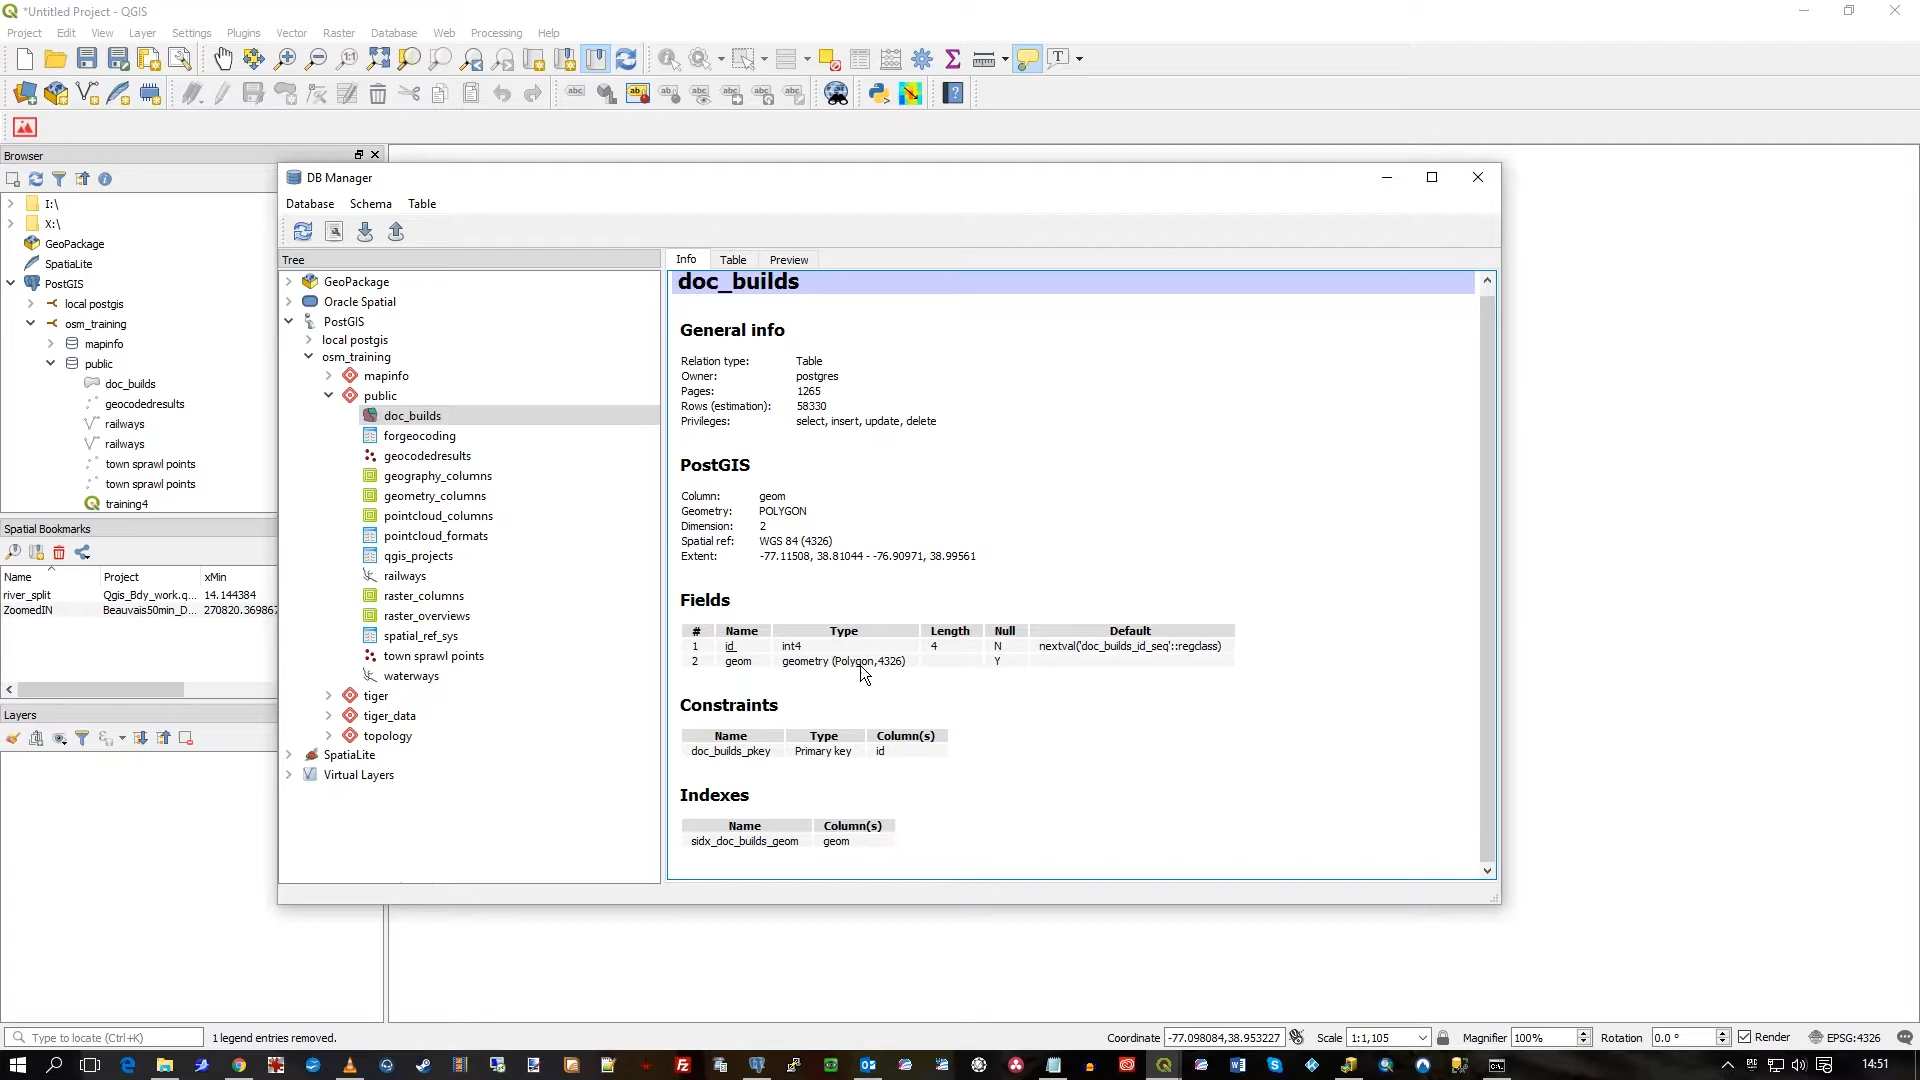 *Untitled Project - QGIS
Project Edit View Layer Settings Plugins Vector Raster Database Web Processing Help
Browser
I:\
X:\
GeoPackage
SpatiaLite
PostGIS
local postgis
osm_training
mapinfo
public
doc_builds
geocodedresults
railways
railways
town sprawl points
town sprawl points
training4
Spatial Bookmarks
Name Project xMin
river_split Qgis_Bdy_work.q... 14.144384
ZoomedIN Beauvais50min_D... 270820.369867
Layers
DB Manager
Database Schema Table
Tree
GeoPackage
Oracle Spatial
PostGIS
local postgis
osm_training
mapinfo
public
doc_builds
forgeocoding
geocodedresults
geography_columns
geometry_columns
pointcloud_columns
pointcloud_formats
qgis_projects
railways
raster_columns
raster_overviews
spatial_ref_sys
town sprawl points
waterways
tiger
tiger_data
topology
SpatiaLite
Virtual Layers
Info Table Preview
doc_builds
General info
Relation type: Table
Owner: postgres
Pages: 1265
Rows (estimation): 58330
Privileges: select, insert, update, delete
PostGIS
Column: geom
Geometry: POLYGON
Dimension: 2
Spatial ref: WGS 84 (4326)
Extent: -77.11508, 38.81044 - -76.90971, 38.99561
Fields
# Name Type Length Null Default
1 id int4 4 N nextval('doc_builds_id_seq'::regclass)
2 geom geometry (Polygon,4326) Y
Constraints
Name Type Column(s)
doc_builds_pkey Primary key id
Indexes
Name Column(s)
sidx_doc_builds_geom geom
Type to locate (Ctrl+K) 1 legend entries removed. Coordinate -77.098084,38.953227 Scale 1:1,105 Magnifier 100% Rotation 0.0 ° Render EPSG:4326
14:51